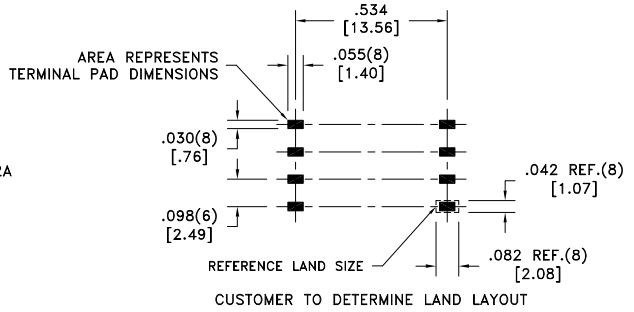 .534
[13.56]
AREA REPRESENTS
TERMINAL PAD DIMENSIONS
.055(8)
[1.40]
.030(8)
[.76]
2A
.042 REF.(8)
[1.07]
.098(6)
[2.49]
REFERENCE LAND SIZE
.082 REF.(8)
[2.08]
CUSTOMER TO DETERMINE LAND LAYOUT